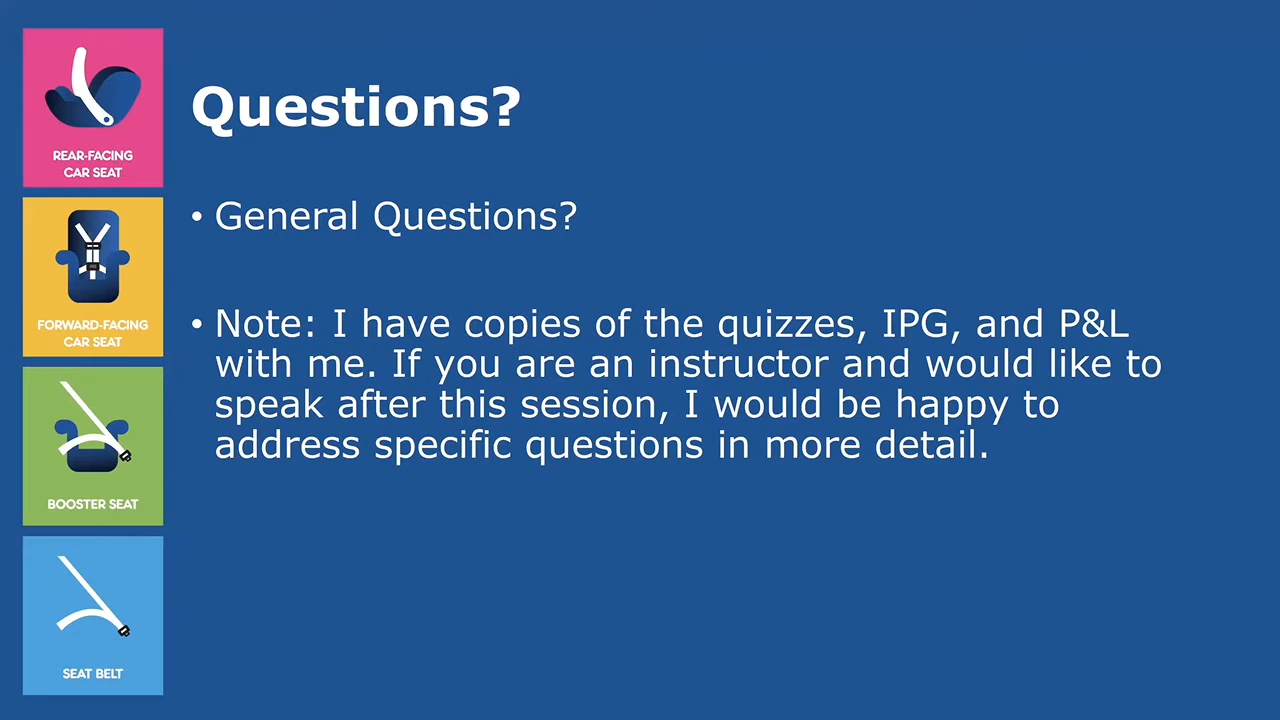 REAR-FACING
CAR SEAT
FORWARD-FACING
CAR SEAT
BOOSTER SEAT
SEAT BELT
Questions?
• General Questions?
• Note: I have copies of the quizzes, IPG, and P&L
with me. If you are an instructor and would like to
speak after this session, I would be happy to
address specific questions in more detail.